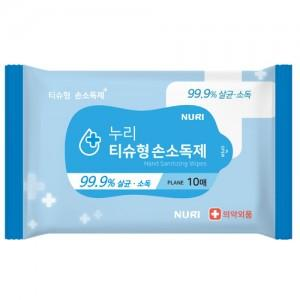 티슈형 손소독제
99.9% 살균·소독
NURI
누리
티슈형 손소독제
Hand Sanitizing Wipes
99.9% 살균·소독
PLANE 10매
NURI
의약외품